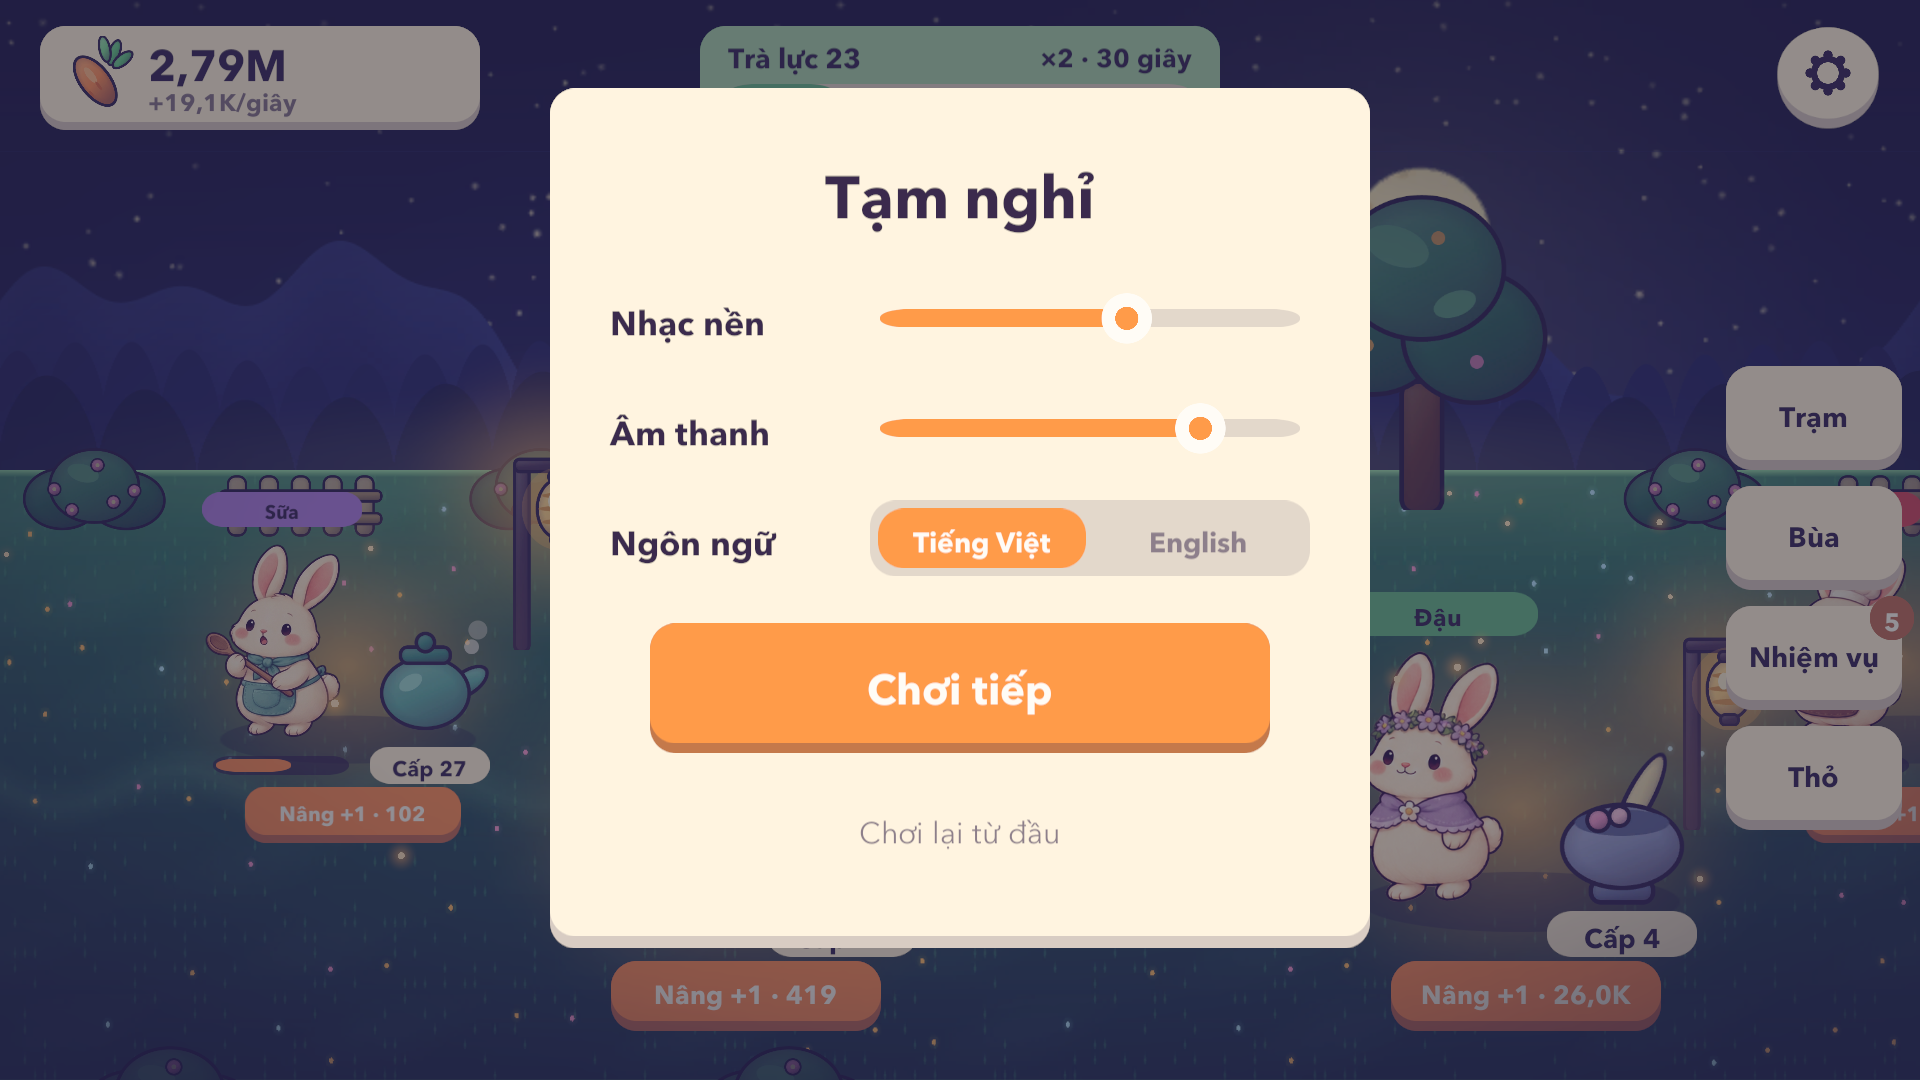 2,79M
+19,1K/giây
Trà lực 23
×2 · 30 giây
Tạm nghỉ
Nhạc nền
Âm thanh
Ngôn ngữ
Tiếng Việt
English
Chơi tiếp
Chơi lại từ đầu
Sữa
Cấp 27
Nâng +1 · 102
Nâng +1 · 419
Đậu
Cấp 4
Nâng +1 · 26,0K
Trạm
Bùa
5
Nhiệm vụ
Thỏ